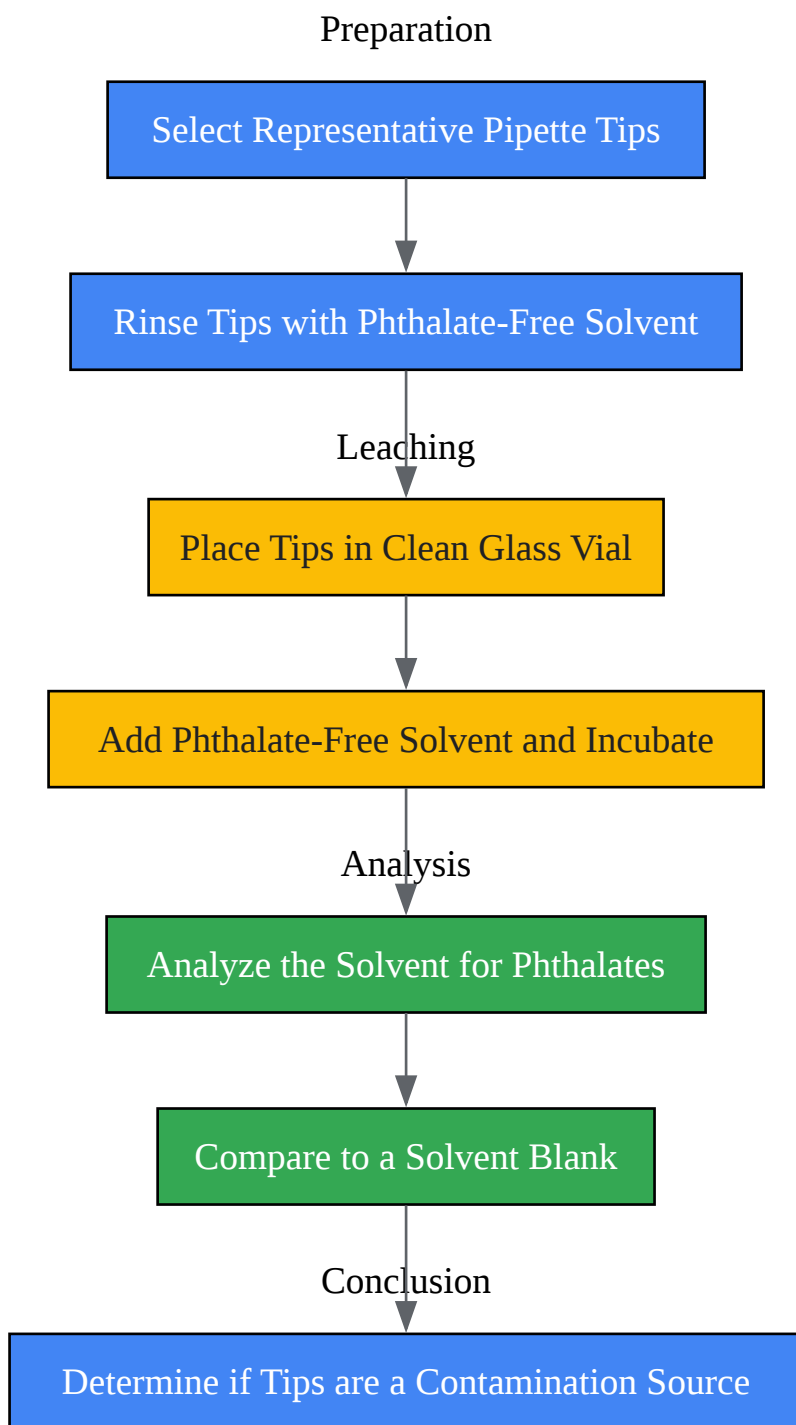 Preparation
Select Representative Pipette Tips
Rinse Tips with Phthalate-Free Solvent
Leaching
Place Tips in Clean Glass Vial
Add Phthalate-Free Solvent and Incubate
Analysis
Analyze the Solvent for Phthalates
Compare to a Solvent Blank
Conclusion
Determine if Tips are a Contamination Source